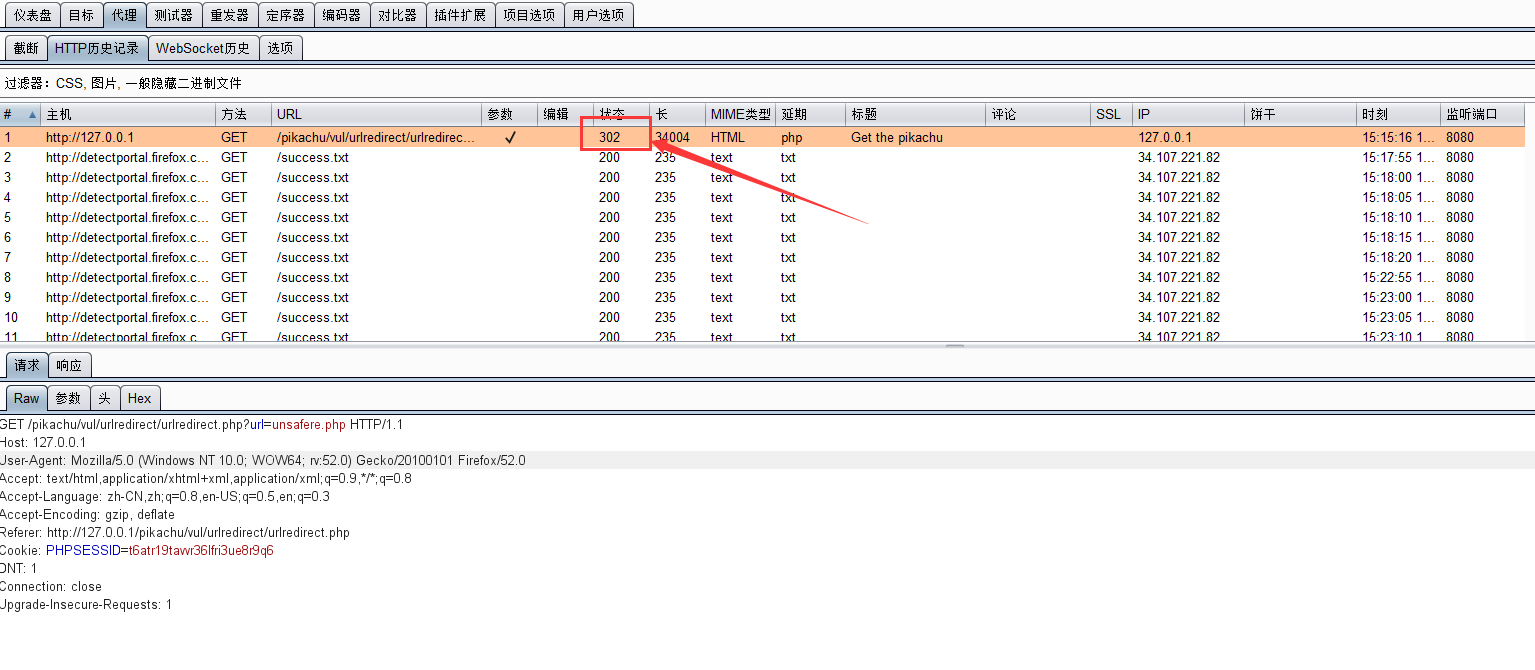 仪表盘 目标 代理 测试器 重发器 定序器 编码器 对比器 插件扩展 项目选项 用户选项
截断 HTTP历史记录 WebSocket历史 选项
过滤器：CSS, 图片, 一般隐藏二进制文件
# 主机 方法 URL 参数 编辑 状态 长 MIME类型 延期 标题 评论 SSL IP 饼干 时刻 监听端口
1 http://127.0.0.1 GET /pikachu/vul/urlredirect/urlredirec... ✓ 302 34004 HTML php Get the pikachu 127.0.0.1 15:15:16 1... 8080
2 http://detectportal.firefox.c... GET /success.txt 200 235 text txt 34.107.221.82 15:17:55 1... 8080
3 http://detectportal.firefox.c... GET /success.txt 200 235 text txt 34.107.221.82 15:18:00 1... 8080
4 http://detectportal.firefox.c... GET /success.txt 200 235 text txt 34.107.221.82 15:18:05 1... 8080
5 http://detectportal.firefox.c... GET /success.txt 200 235 text txt 34.107.221.82 15:18:10 1... 8080
6 http://detectportal.firefox.c... GET /success.txt 200 235 text txt 34.107.221.82 15:18:15 1... 8080
7 http://detectportal.firefox.c... GET /success.txt 200 235 text txt 34.107.221.82 15:18:20 1... 8080
8 http://detectportal.firefox.c... GET /success.txt 200 235 text txt 34.107.221.82 15:22:55 1... 8080
9 http://detectportal.firefox.c... GET /success.txt 200 235 text txt 34.107.221.82 15:23:00 1... 8080
10 http://detectportal.firefox.c... GET /success.txt 200 235 text txt 34.107.221.82 15:23:05 1... 8080
11 http://detectportal.firefox.c... GET /success.txt 200 235 text txt 34.107.221.82 15:23:10 1... 8080
请求 响应
Raw 参数 头 Hex
GET /pikachu/vul/urlredirect/urlredirect.php?url=unsafere.php HTTP/1.1
Host: 127.0.0.1
User-Agent: Mozilla/5.0 (Windows NT 10.0; WOW64; rv:52.0) Gecko/20100101 Firefox/52.0
Accept: text/html,application/xhtml+xml,application/xml;q=0.9,*/*;q=0.8
Accept-Language: zh-CN,zh;q=0.8,en-US;q=0.5,en;q=0.3
Accept-Encoding: gzip, deflate
Referer: http://127.0.0.1/pikachu/vul/urlredirect/urlredirect.php
Cookie: PHPSESSID=t6atr19tavvr36lfri3ue8r9q6
DNT: 1
Connection: close
Upgrade-Insecure-Requests: 1